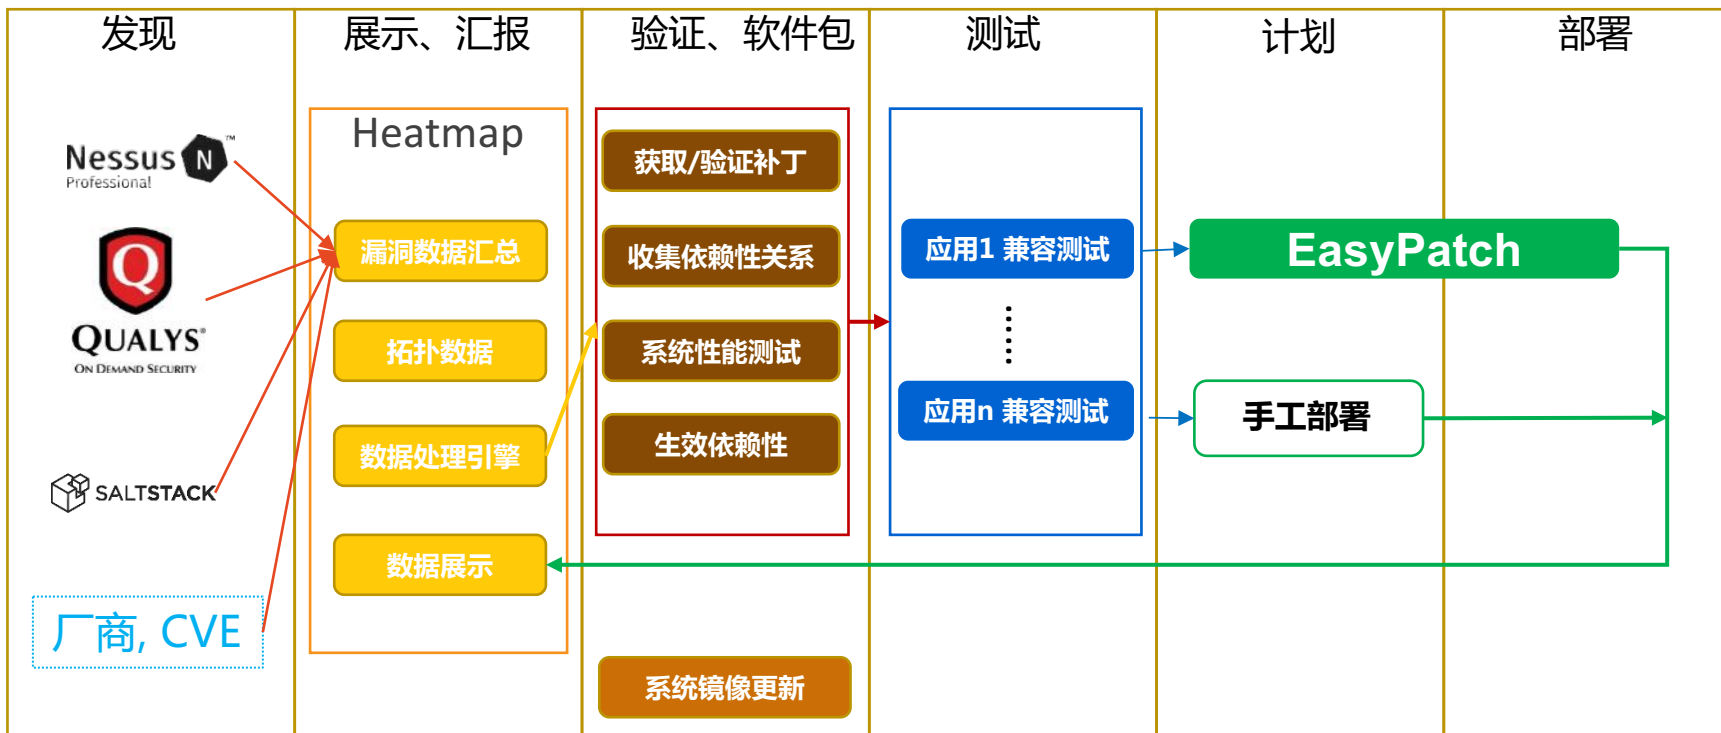 发现
展示、汇报
验证、软件包
测试
计划
部署
Nessus N ™
Professional
Q
QUALYS®
ON DEMAND SECURITY
SALTSTACK
厂商, CVE
Heatmap
漏洞数据汇总
拓扑数据
数据处理引擎
数据展示
获取/验证补丁
收集依赖性关系
系统性能测试
生效依赖性
系统镜像更新
应用1 兼容测试
......
应用n 兼容测试
EasyPatch
手工部署